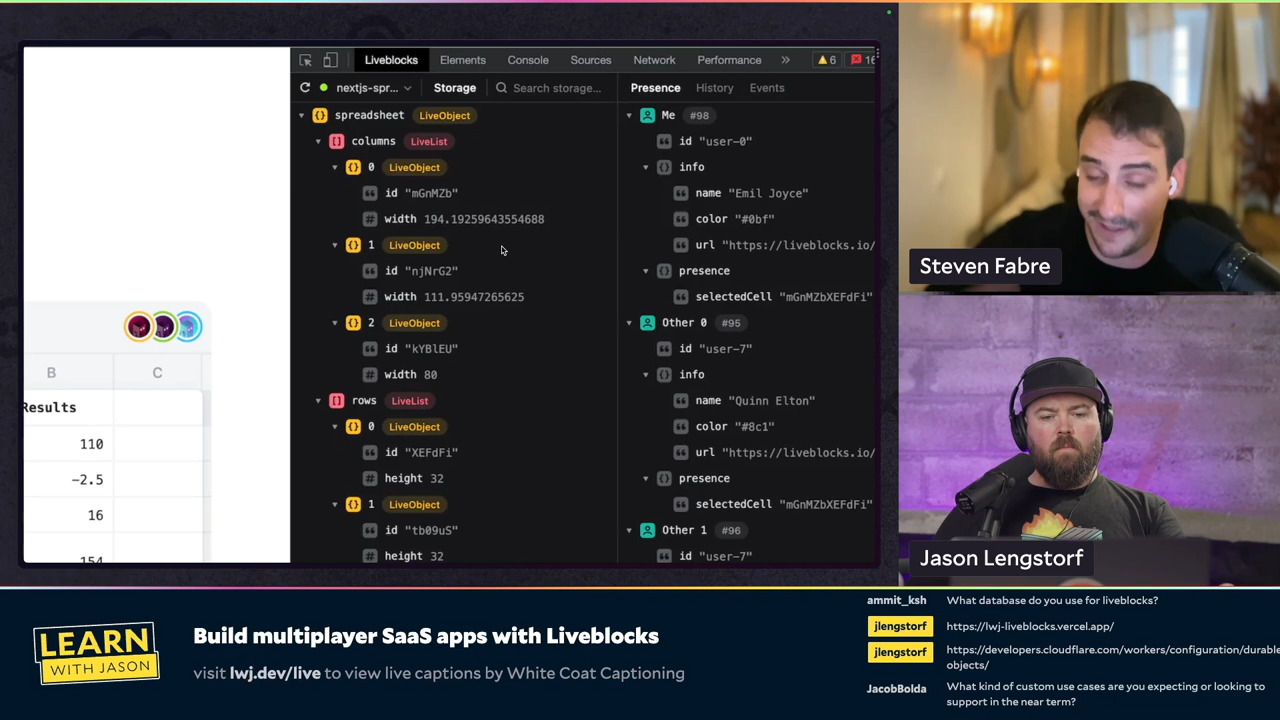 Liveblocks
Elements
Console
Sources
Network
Performance
»
6
16
nextjs-spr...
Storage
Search storage...
Presence
History
Events
spreadsheet LiveObject
columns LiveList
0 LiveObject
id "mGnMZb"
width 194.19259643554688
1 LiveObject
id "njNrG2"
width 111.95947265625
2 LiveObject
id "kYBlEU"
width 80
rows LiveList
0 LiveObject
id "XEFdFi"
height 32
1 LiveObject
id "tb09uS"
height 32
Me #98
id "user-0"
info
name "Emil Joyce"
color "#0bf"
url "https://liveblocks.io/
presence
selectedCell "mGnMZbXEFdFi"
Other 0 #95
id "user-7"
info
name "Quinn Elton"
color "#8c1"
url "https://liveblocks.io/
presence
selectedCell "mGnMZbXEFdFi"
Other 1 #96
id "user-7"
B
C
Results
110
-2.5
16
154
Steven Fabre
Jason Lengstorf
LEARN
WITH JASON
Build multiplayer SaaS apps with Liveblocks
visit lwj.dev/live to view live captions by White Coat Captioning
ammit_ksh What database do you use for liveblocks?
jlengstorf https://lwj-liveblocks.vercel.app/
jlengstorf https://developers.cloudflare.com/workers/configuration/durable
objects/
JacobBolda What kind of custom use cases are you expecting or looking to
support in the near term?